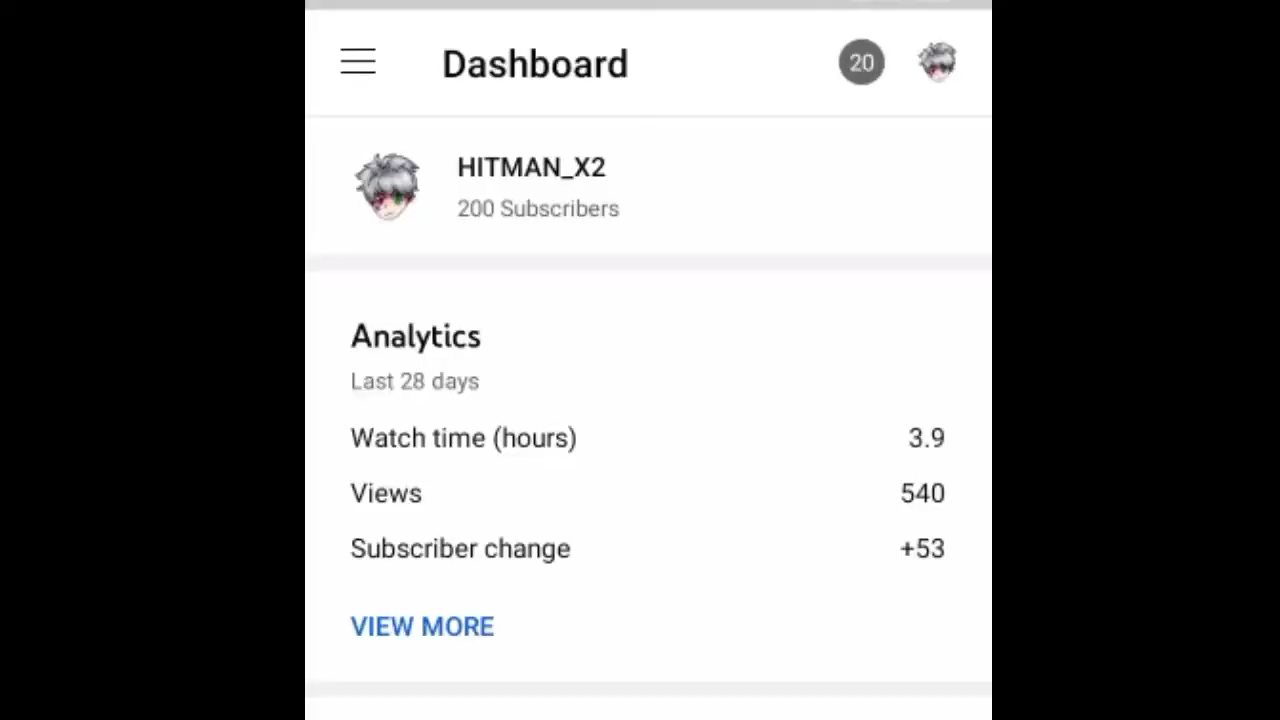 Dashboard
20
HITMAN_X2
200 Subscribers
Analytics
Last 28 days
Watch time (hours) 3.9
Views 540
Subscriber change +53
VIEW MORE